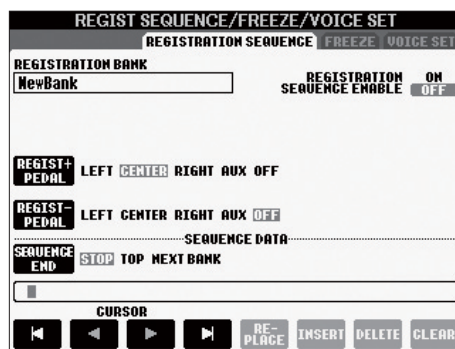 REGIST SEQUENCE/FREEZE/VOICE SET
REGISTRATION SEQUENCE FREEZE VOICE SET
REGISTRATION BANK
NewBank
REGISTRATION SEQUENCE ENABLE ON OFF
REGIST+ PEDAL LEFT CENTER RIGHT AUX OFF
REGIST- PEDAL LEFT CENTER RIGHT AUX OFF
SEQUENCE DATA
SEQUENCE END STOP TOP NEXT BANK
CURSOR
RE-PLACE INSERT DELETE CLEAR